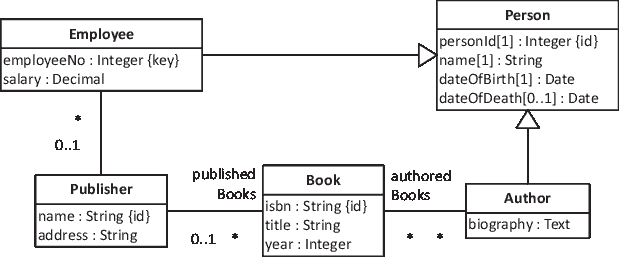 Employee
employeeNo : Integer {key}
salary : Decimal
Person
personId[1] : Integer {id}
name[1] : String
dateOfBirth[1] : Date
dateOfDeath[0..1] : Date
*
0..1
Publisher
name : String {id}
address : String
published
Books
0..1 *
Book
isbn : String {id}
title : String
year : Integer
authored
Books
* *
Author
biography : Text